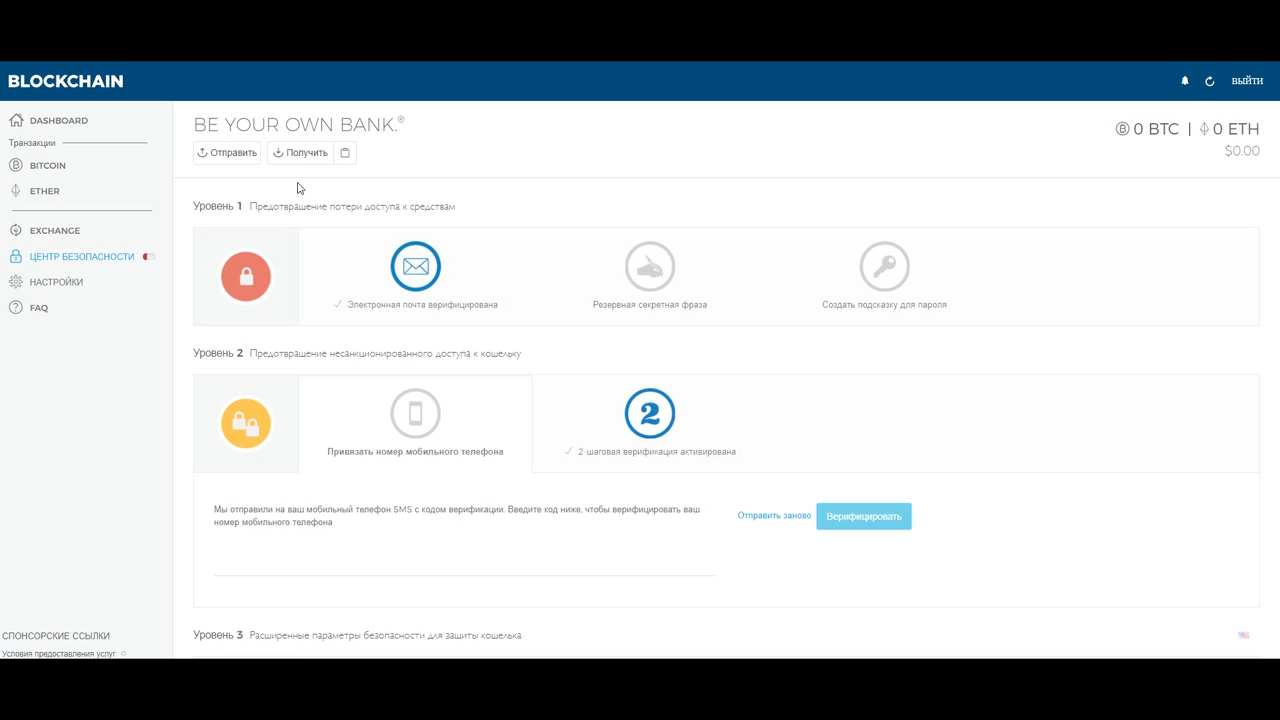 BLOCKCHAIN
ВЫЙТИ
DASHBOARD
Транзакции
BITCOIN
ETHER
EXCHANGE
ЦЕНТР БЕЗОПАСНОСТИ
НАСТРОЙКИ
FAQ
СПОНСОРСКИЕ ССЫЛКИ
Условия предоставления услуг
BE YOUR OWN BANK.®
0 BTC | 0 ETH
$0.00
Отправить Получить
Уровень 1 Предотвращение потери доступа к средствам
Электронная почта верифицирована
Резервная секретная фраза
Создать подсказку для пароля
Уровень 2 Предотвращение несанкционированного доступа к кошельку
2
Привязать номер мобильного телефона
2-шаговая верификация активирована
Мы отправили на ваш мобильный телефон SMS с кодом верификации. Введите код ниже, чтобы верифицировать ваш
номер мобильного телефона
Отправить заново
Верифицировать
Уровень 3 Расширенные параметры безопасности для защиты кошелька